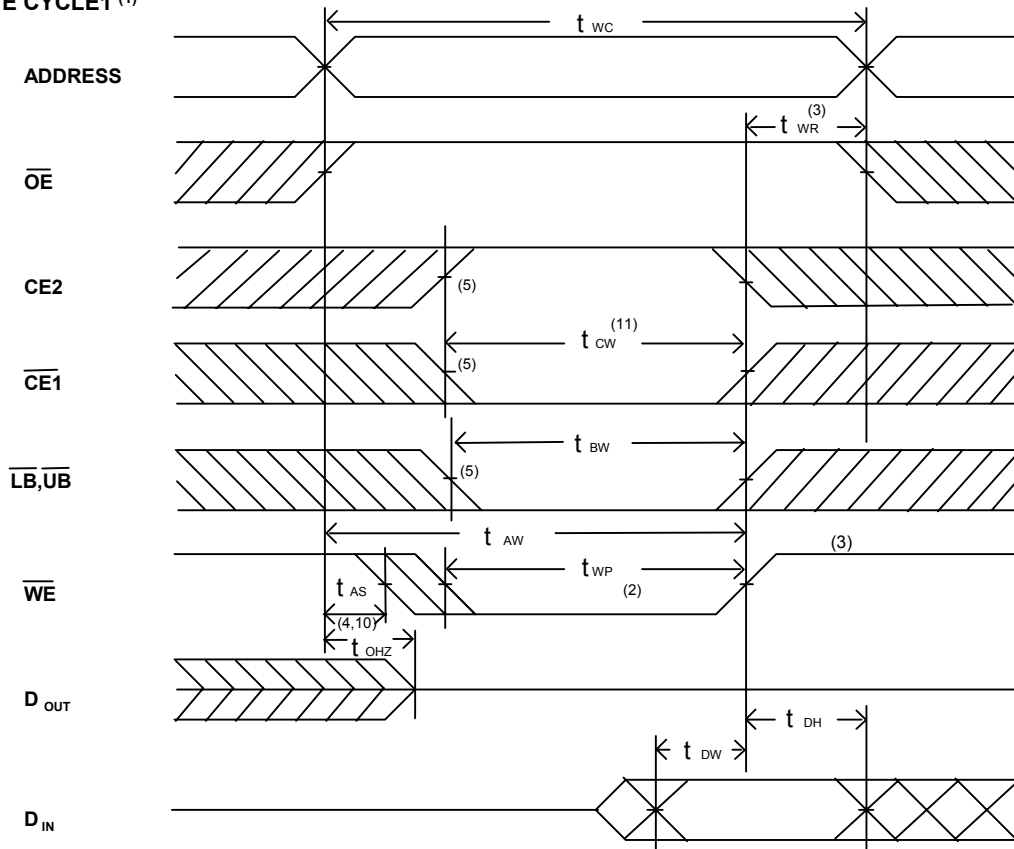 E CYCLE1 (1)
t WC
ADDRESS
t WR (3)
OE
CE2
(5)
t CW (11)
CE1
(5)
t BW
LB,UB
(5)
t AW
(3)
WE
t AS
t WP
(2)
(4,10)
t OHZ
D OUT
t DH
t DW
D IN